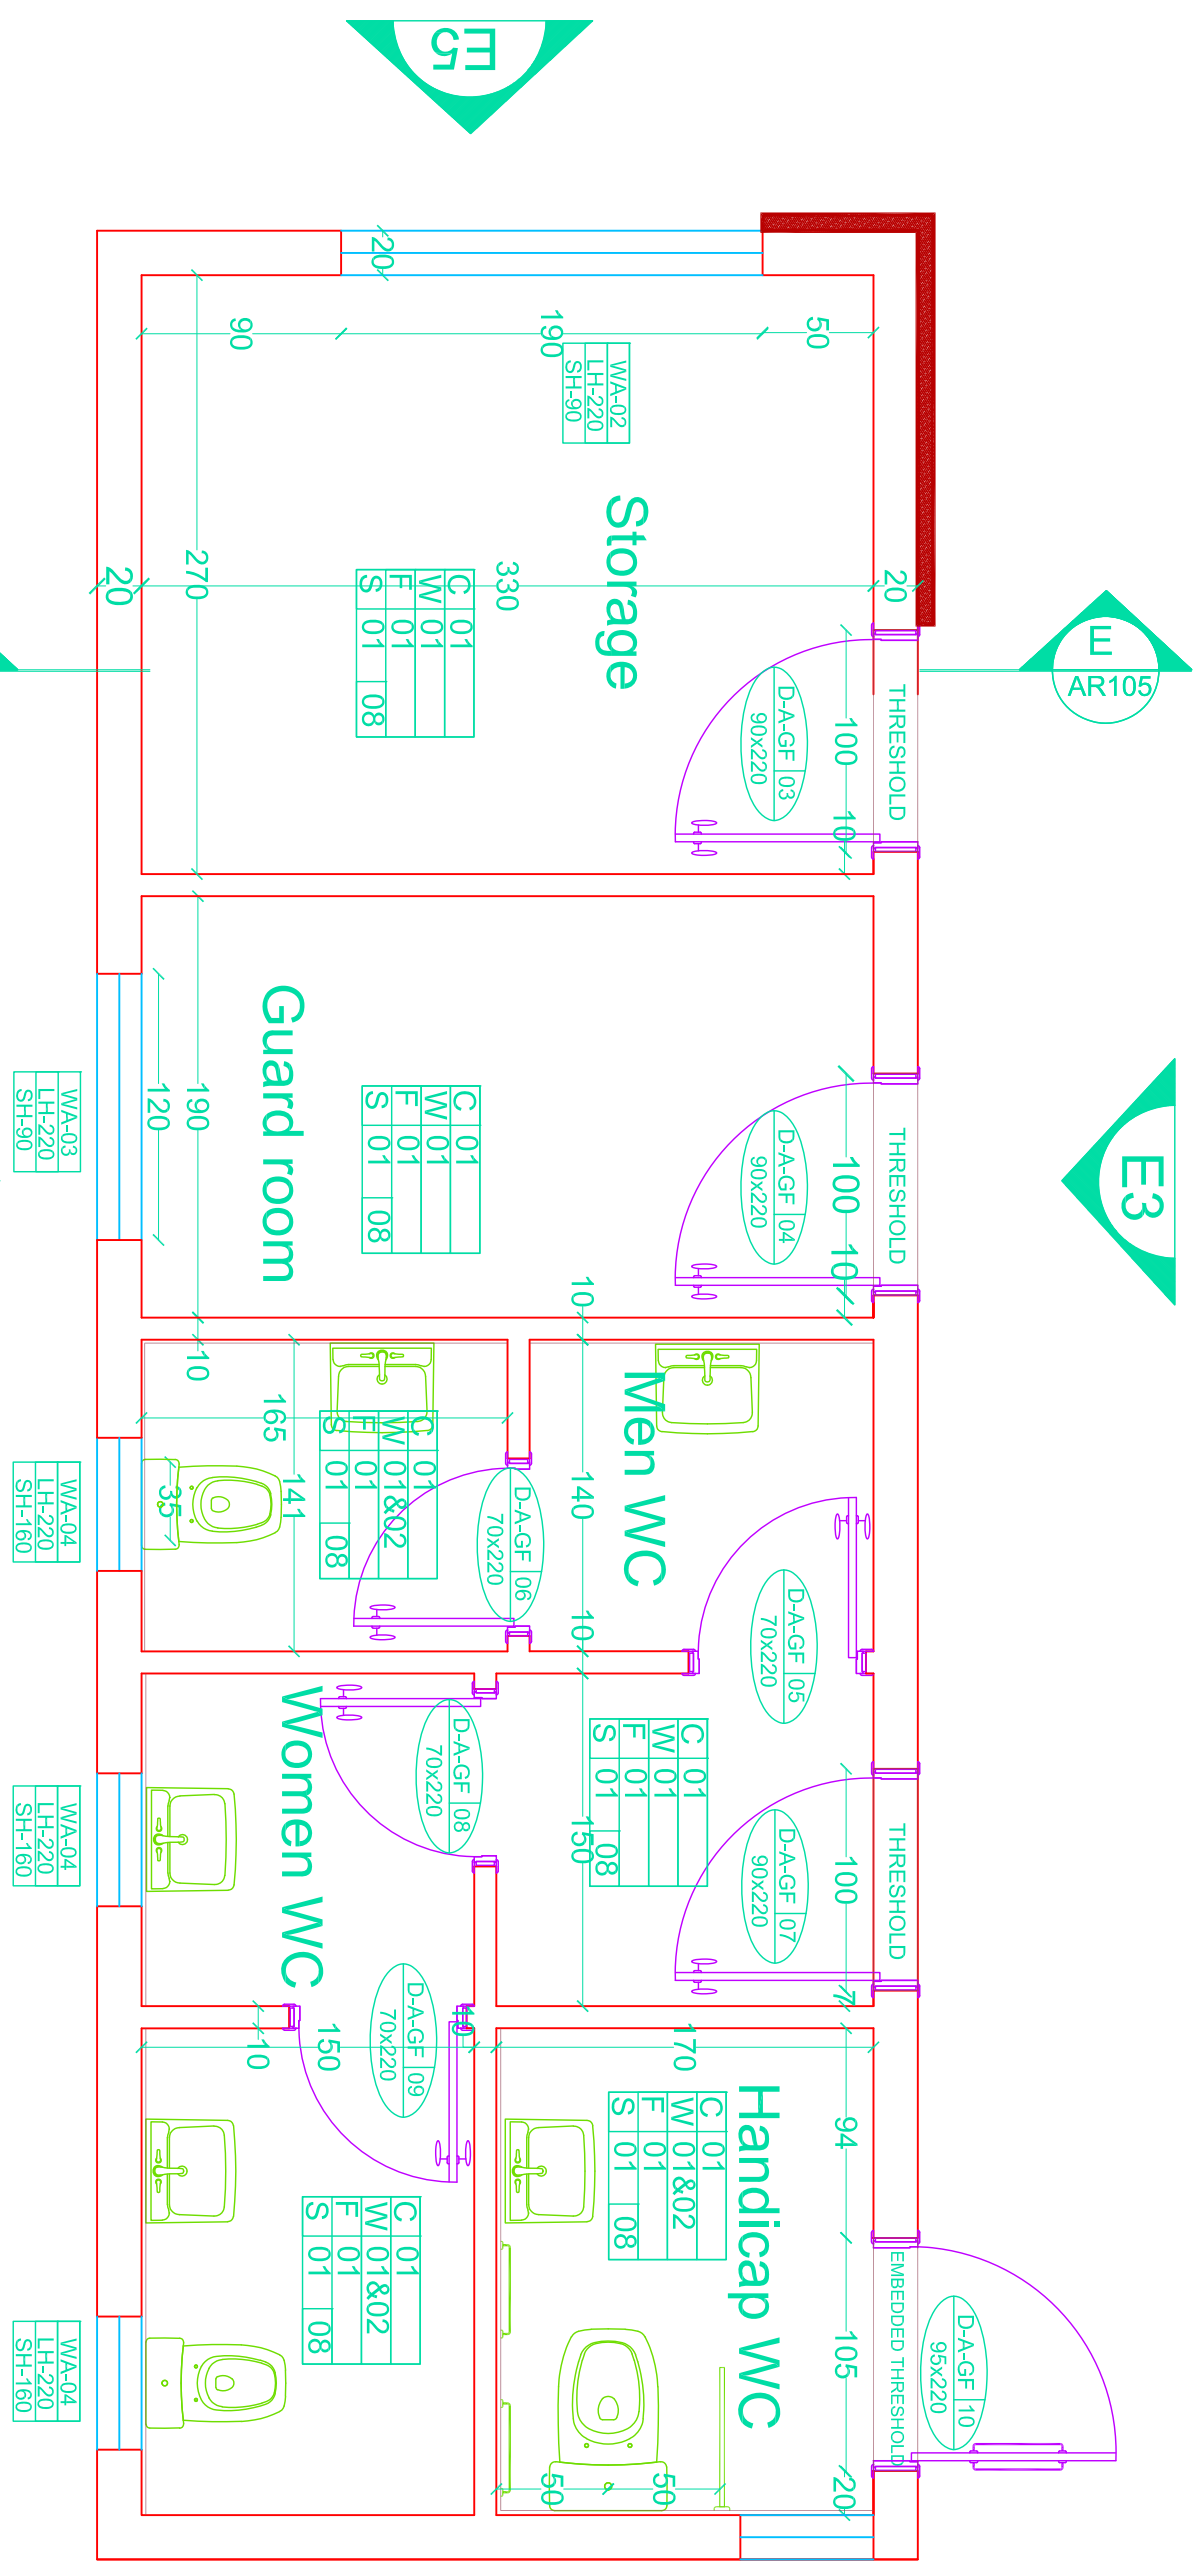 E5
E
AR105
E3
20
90
190
50
WA-02
LH-220
SH-90
Storage
270
330
20
20
C 01
W 01
F 01
S 01 08
THRESHOLD
D-A-GF 03
90x220
100
10
Guard room
190
120
WA-03
LH-220
SH-90
C 01
W 01
F 01
S 01 08
THRESHOLD
D-A-GF 04
90x220
100
10
10
10
Men WC
165
141
140
35
C 01
W 01&02
F 01
S 01 08
D-A-GF 06
70x220
WA-04
LH-220
SH-160
10
D-A-GF 05
70x220
C 01
W 01
F 01
S 01 08
150
THRESHOLD
D-A-GF 07
90x220
100
7
Women WC
D-A-GF 08
70x220
WA-04
LH-220
SH-160
D-A-GF 09
70x220
10
150
10
170
C 01
W 01&02
F 01
S 01 08
WA-04
LH-220
SH-160
Handicap WC
94
C 01
W 01&02
F 01
S 01 08
105
EMBEDDED THRESHOLD
D-A-GF 10
95x220
50
50
20